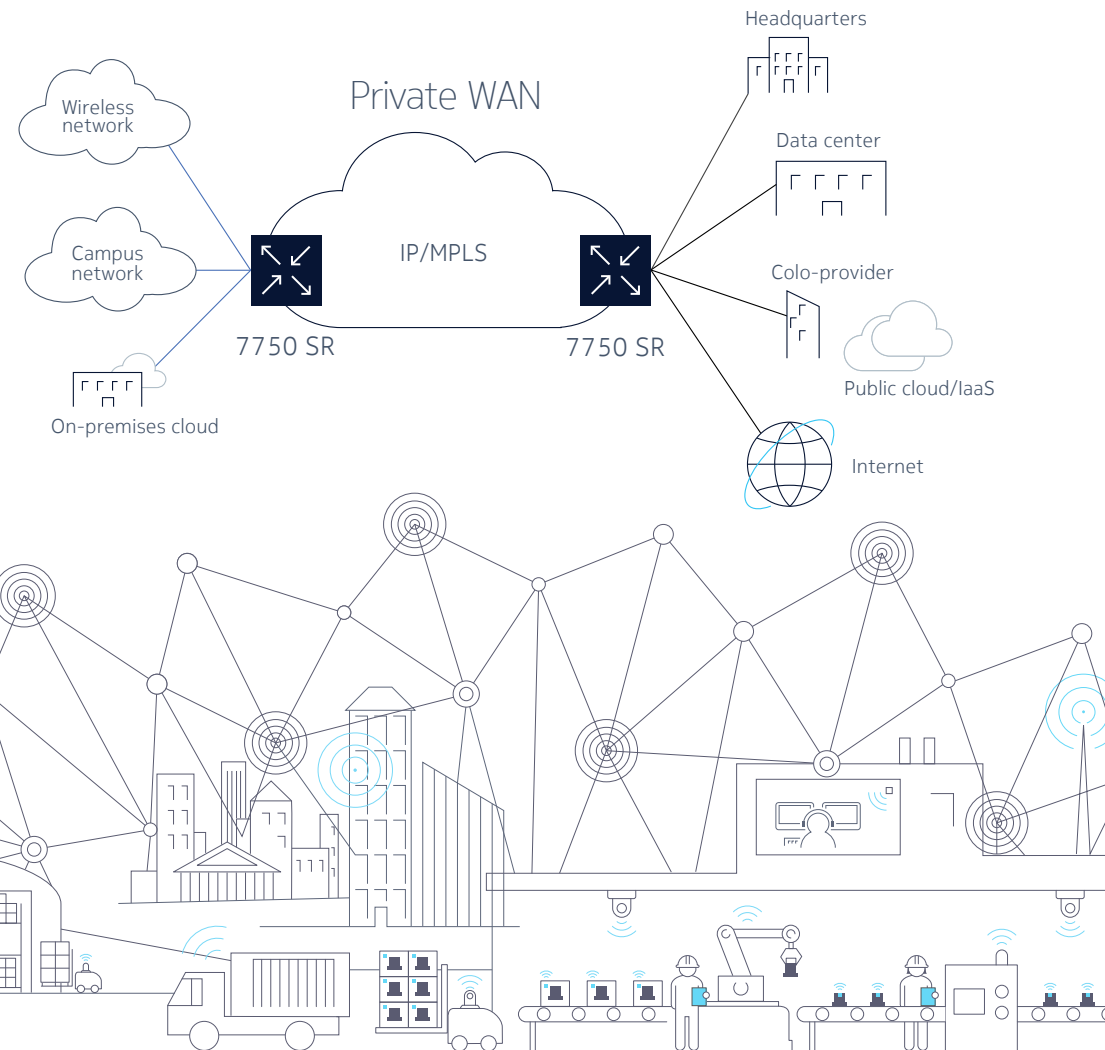 Headquarters
Private WAN
Wireless
network
Data center
Campus
network
IP/MPLS
Colo-provider
7750 SR
7750 SR
Public cloud/IaaS
On-premises cloud
Internet